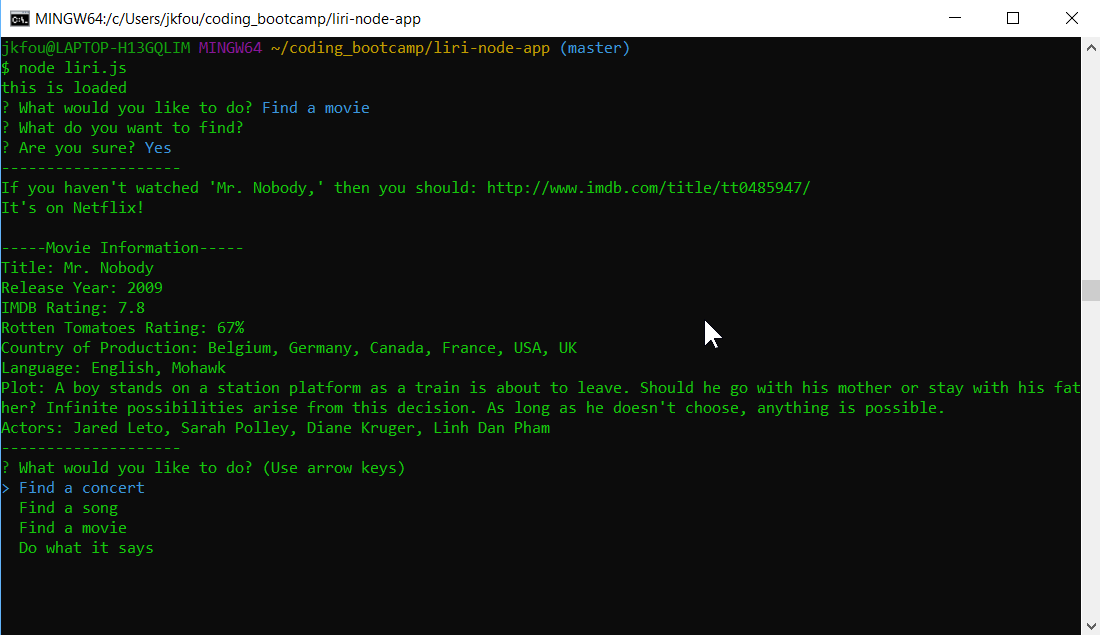 MINGW64:/c/Users/jkfou/coding_bootcamp/liri-node-app
jkfou@LAPTOP-H13GQLIM MINGW64 ~/coding_bootcamp/liri-node-app (master)
$ node liri.js
this is loaded
? What would you like to do? Find a movie
? What do you want to find?
? Are you sure? Yes
--------------------
If you haven't watched 'Mr. Nobody,' then you should: http://www.imdb.com/title/tt0485947/
It's on Netflix!
-----Movie Information-----
Title: Mr. Nobody
Release Year: 2009
IMDB Rating: 7.8
Rotten Tomatoes Rating: 67%
Country of Production: Belgium, Germany, Canada, France, USA, UK
Language: English, Mohawk
Plot: A boy stands on a station platform as a train is about to leave. Should he go with his mother or stay with his fat
her? Infinite possibilities arise from this decision. As long as he doesn't choose, anything is possible.
Actors: Jared Leto, Sarah Polley, Diane Kruger, Linh Dan Pham
--------------------
? What would you like to do? (Use arrow keys)
> Find a concert
Find a song
Find a movie
Do what it says